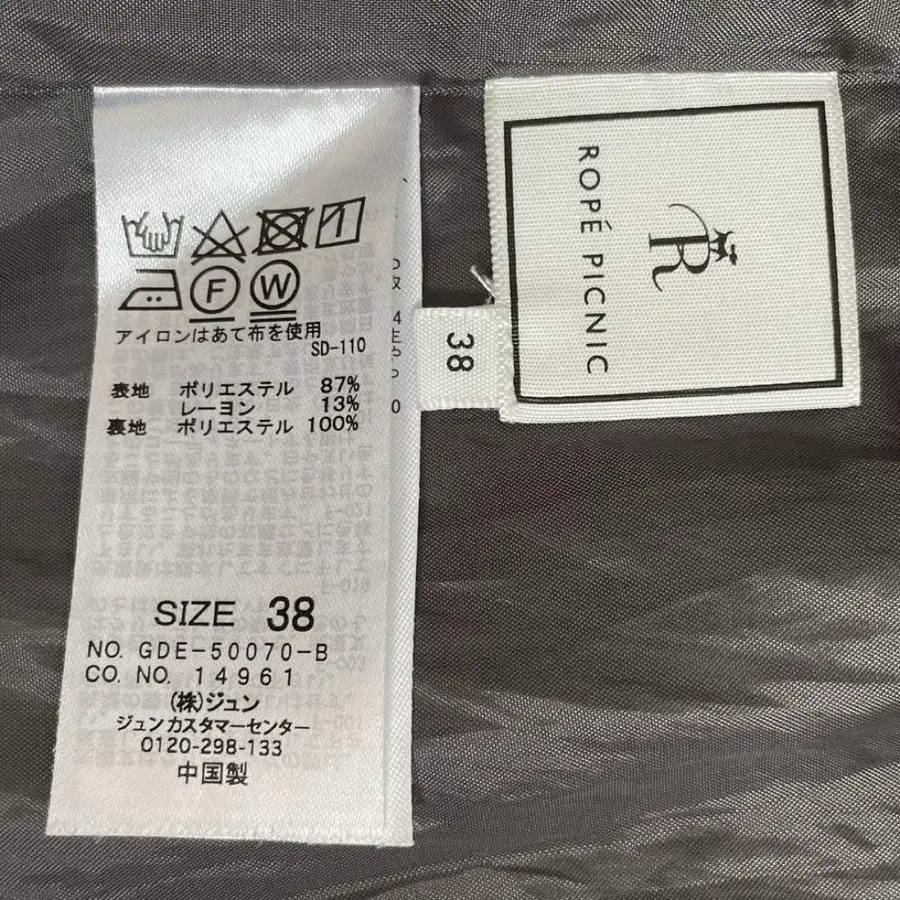 F W
アイロンはあて布を使用
SD-110
表地 ポリエステル 87%
レーヨン 13%
裏地 ポリエステル 100%
SIZE 38
NO. GDE-50070-B
CO. NO. 14961
(株)ジュン
ジュンカスタマーセンター
0120-298-133
中国製
38
R
ROPÉ PICNIC